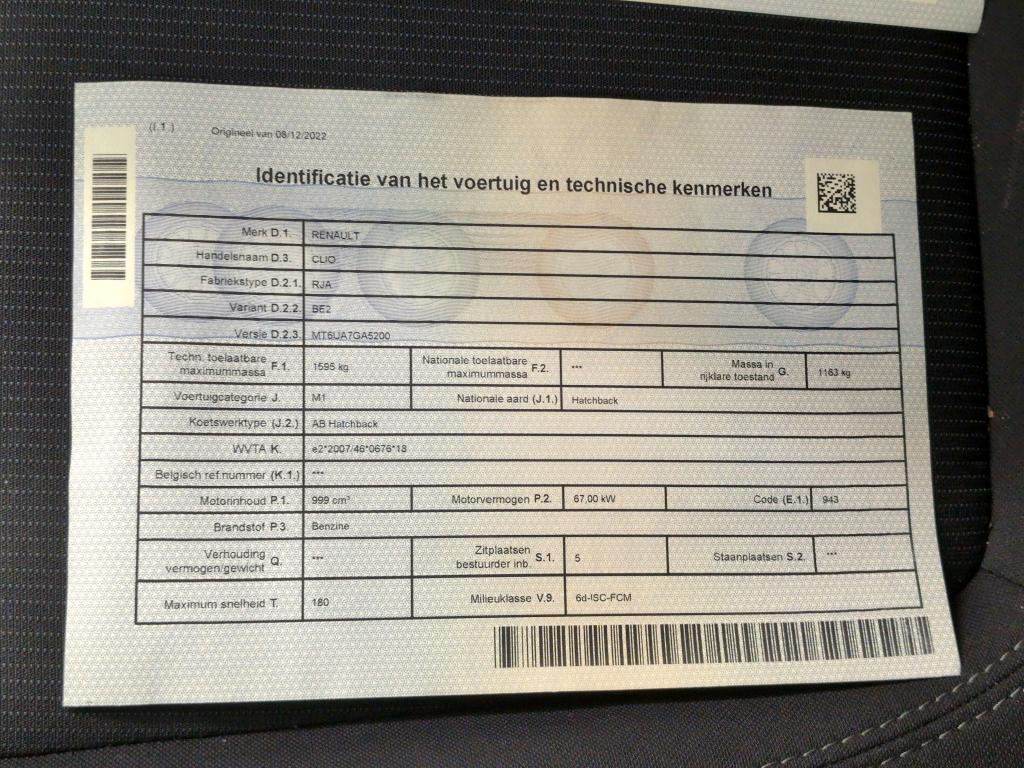 (I.1.) Origineel van 08/12/2022
Identificatie van het voertuig en technische kenmerken
Merk D.1. RENAULT
Handelsnaam D.3. CLIO
Fabriekstype D.2.1. RJA
Variant D.2.2. BE2
Versie D.2.3. MT6UA7GA5200
Techn. toelaatbare maximummassa F.1. 1595 kg Nationale toelaatbare maximummassa F.2. *** Massa in rijklare toestand G. 1163 kg
Voertuigcategorie J. M1 Nationale aard (J.1.) Hatchback
Koetswerktype (J.2.) AB Hatchback
WVTA K. e2*2007/46*0676*18
Belgisch ref.nummer (K.1.) ***
Motorinhoud P.1. 999 cm³ Motorvermogen P.2. 67,00 kW Code (E.1.) 943
Brandstof P.3. Benzine
Verhouding vermogen/gewicht Q. *** Zitplaatsen bestuurder inb. S.1. 5 Staanplaatsen S.2. ***
Maximum snelheid T. 180 Milieuklasse V.9. 6d-ISC-FCM